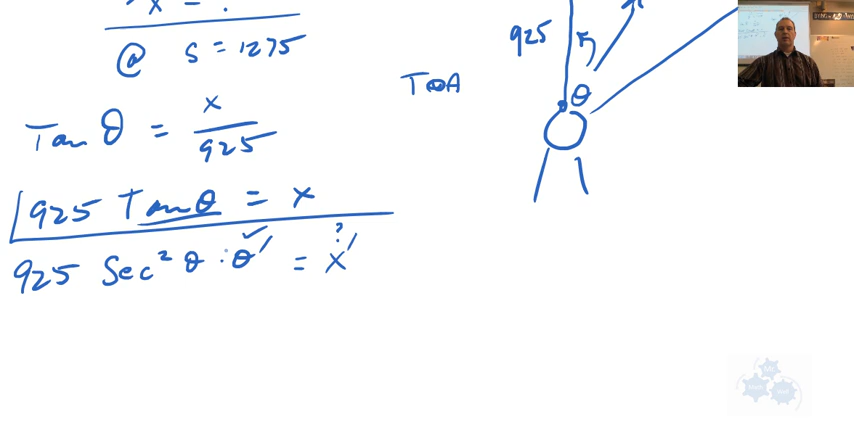 x = ?
@ S = 1275
925
TOA
θ
Tan θ = x / 925
925 Tan θ = x
?
925 Sec² θ · θ′ = x′